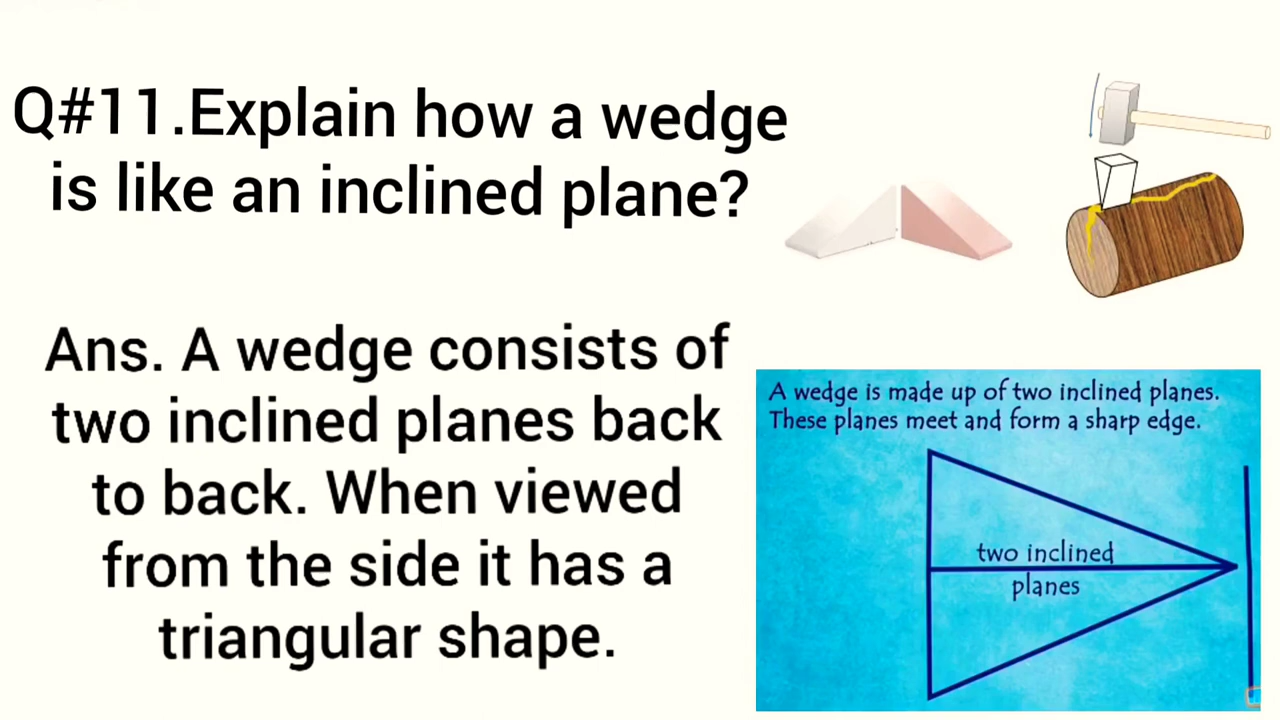 Q#11.Explain how a wedge
is like an inclined plane?
Ans. A wedge consists of
two inclined planes back
to back. When viewed
from the side it has a
triangular shape.
A wedge is made up of two inclined planes.
These planes meet and form a sharp edge.
two inclined
planes